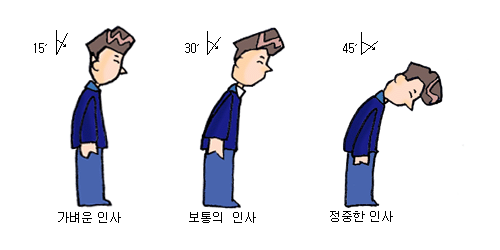 15´
30´
45´
가벼운 인사
보통의 인사
정중한 인사